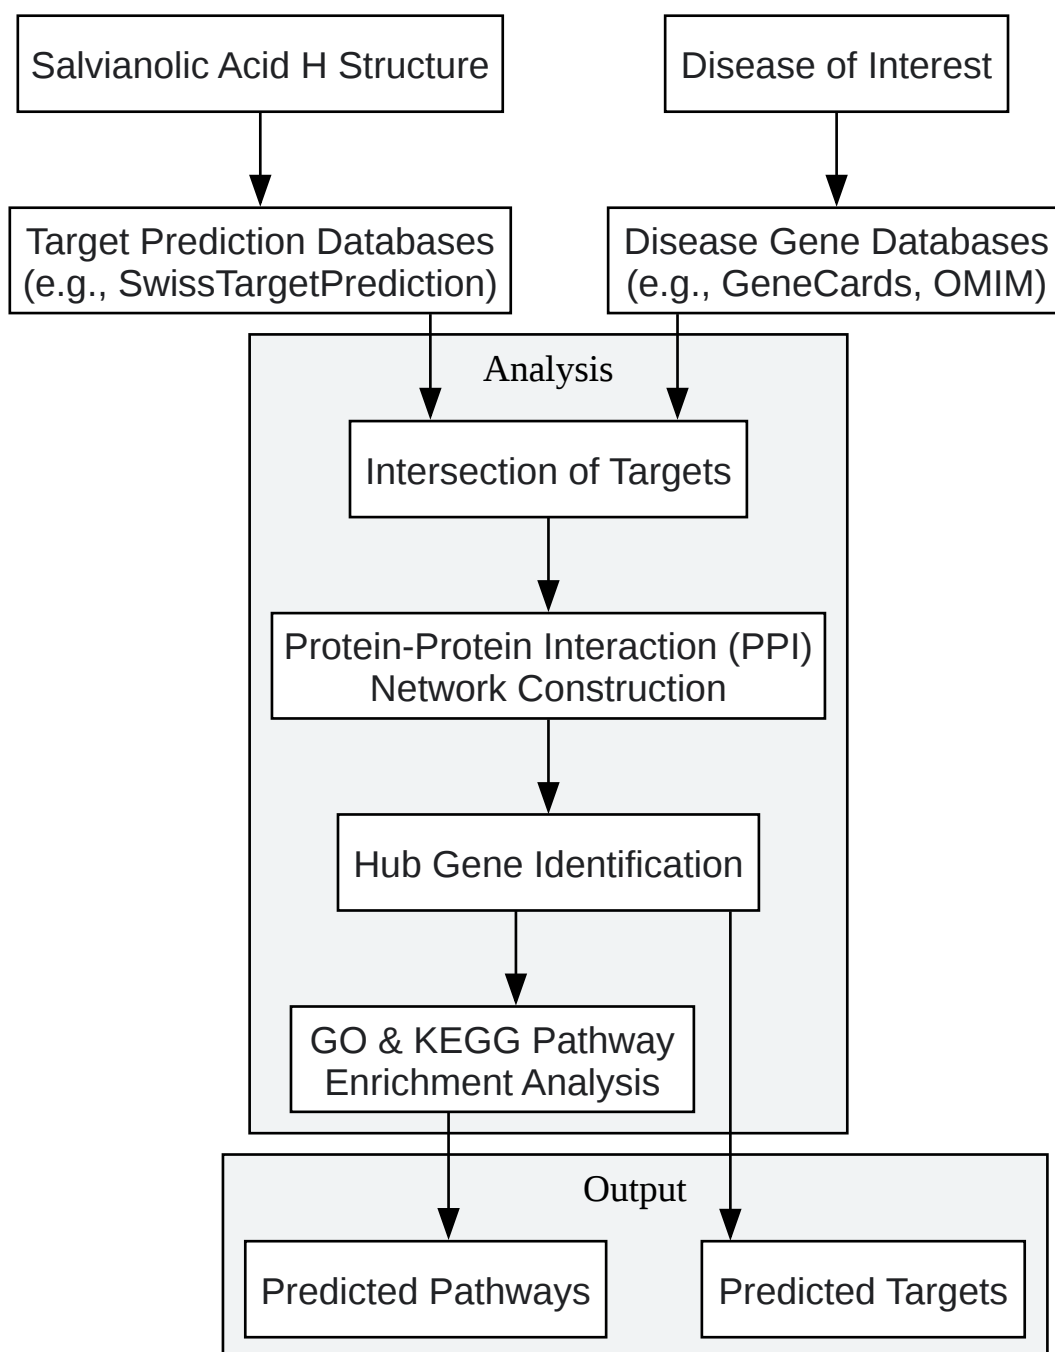 Salvianolic Acid H Structure
Disease of Interest
Target Prediction Databases
(e.g., SwissTargetPrediction)
Disease Gene Databases
(e.g., GeneCards, OMIM)
Analysis
Intersection of Targets
Protein-Protein Interaction (PPI)
Network Construction
Hub Gene Identification
GO & KEGG Pathway
Enrichment Analysis
Output
Predicted Pathways
Predicted Targets